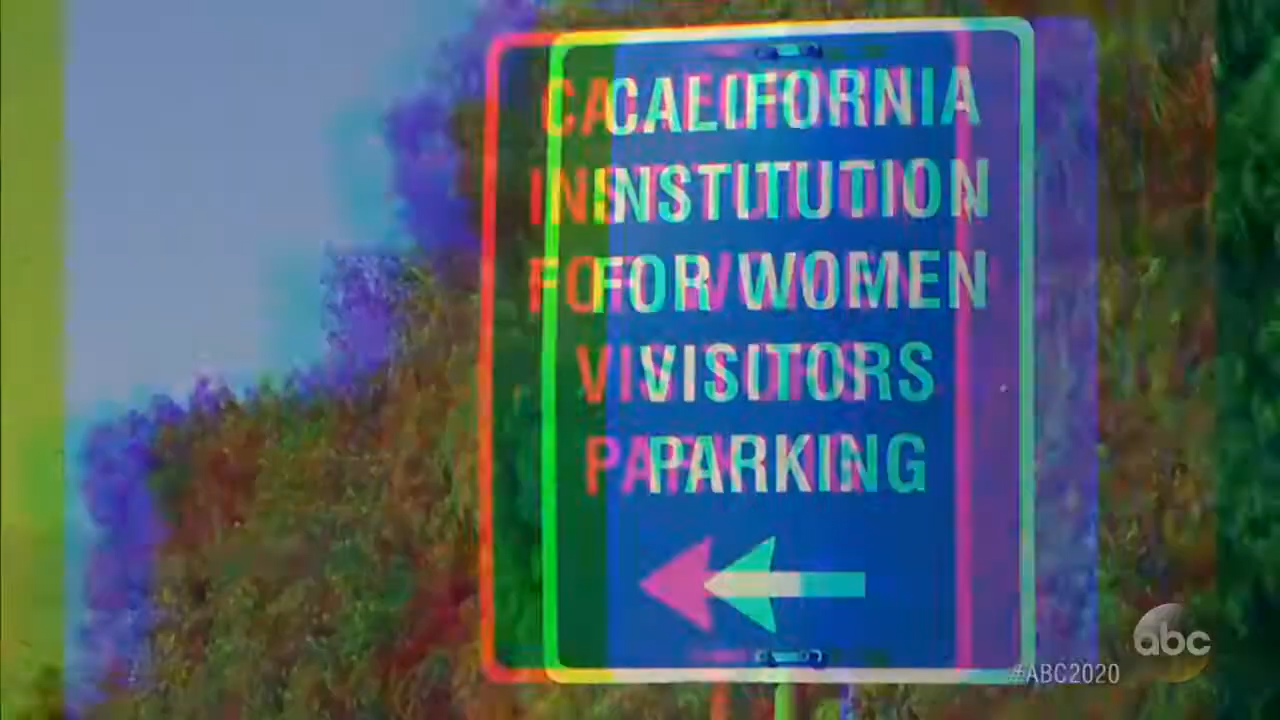 CALIFORNIA
INSTITUTION
FOR WOMEN
VISITORS
PARKING
abc
#ABC2020